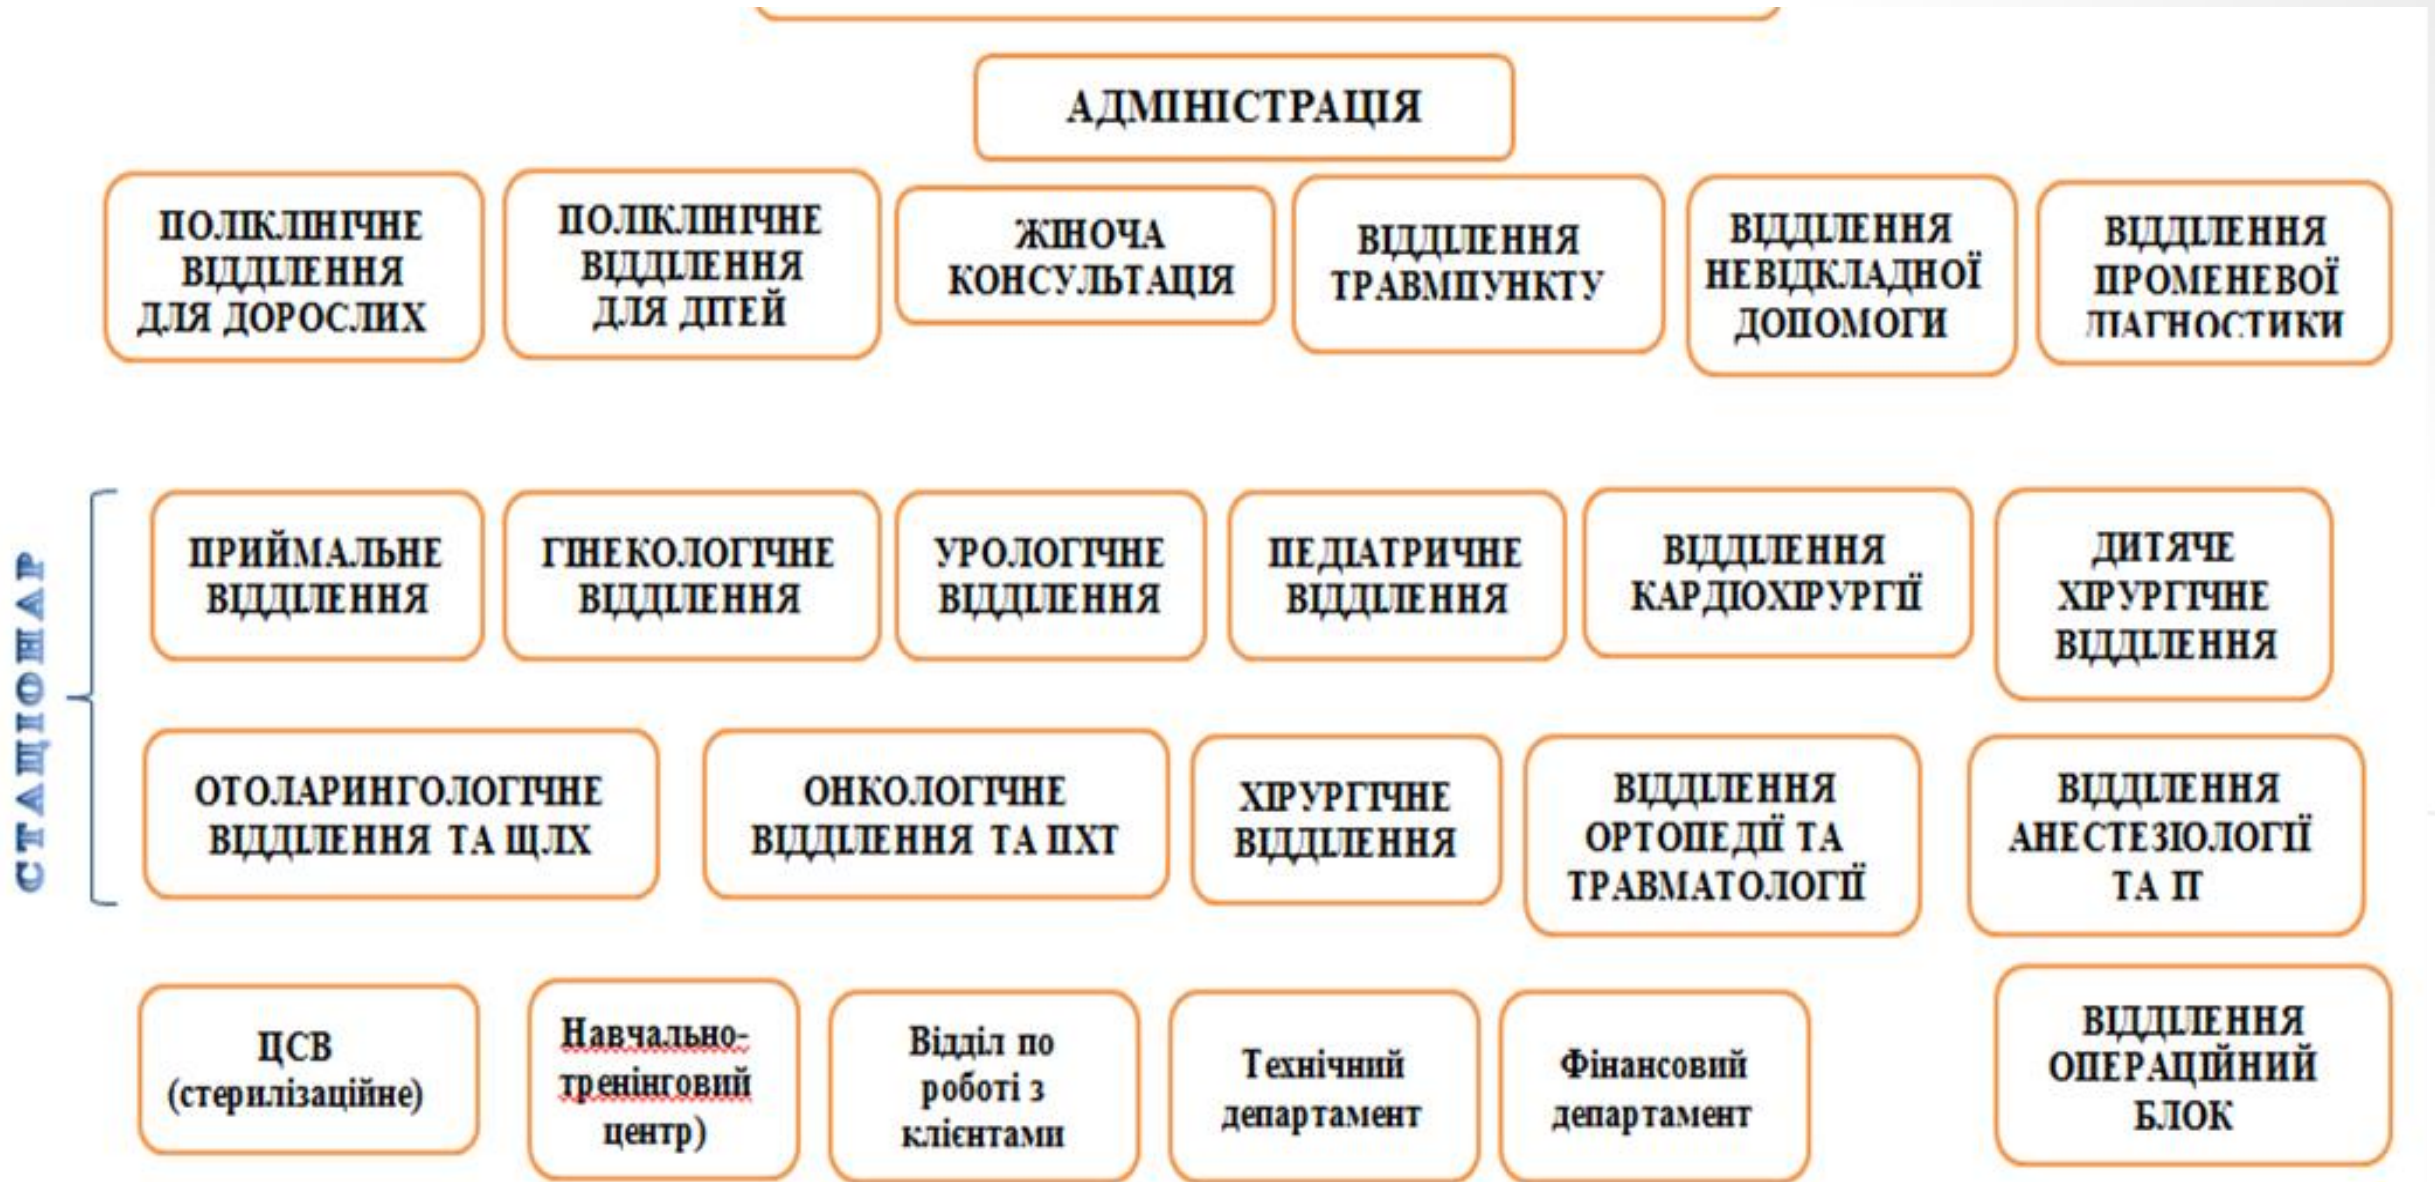 АДМІНІСТРАЦІЯ
ПОЛІКЛІНІЧНЕ
ВІДДІЛЕННЯ
ДЛЯ ДОРОСЛИХ
ПОЛІКЛІНІЧНЕ
ВІДДІЛЕННЯ
ДЛЯ ДІТЕЙ
ЖІНОЧА
КОНСУЛЬТАЦІЯ
ВІДДІЛЕННЯ
ТРАВМПУНКТУ
ВІДДІЛЕННЯ
НЕВІДКЛАДНОЇ
ДОПОМОГИ
ВІДДІЛЕННЯ
ПРОМЕНЕВОЇ
ДІАГНОСТИКИ
СТАЦІОНАР
ПРИЙМАЛЬНЕ
ВІДДІЛЕННЯ
ГІНЕКОЛОГІЧНЕ
ВІДДІЛЕННЯ
УРОЛОГІЧНЕ
ВІДДІЛЕННЯ
ПЕДІАТРИЧНЕ
ВІДДІЛЕННЯ
ВІДДІЛЕННЯ
КАРДІОХІРУРГІЇ
ДИТЯЧЕ
ХІРУРГІЧНЕ
ВІДДІЛЕННЯ
ОТОЛАРИНГОЛОГІЧНЕ
ВІДДІЛЕННЯ ТА ЩЛХ
ОНКОЛОГІЧНЕ
ВІДДІЛЕННЯ ТА ПХТ
ХІРУРГІЧНЕ
ВІДДІЛЕННЯ
ВІДДІЛЕННЯ
ОРТОПЕДІЇ ТА
ТРАВМАТОЛОГІЇ
ВІДДІЛЕННЯ
АНЕСТЕЗІОЛОГІЇ
ТА ІТ
ЦСВ
(стерилізаційне)
Навчально-
тренінговий
центр)
Відділ по
роботі з
клієнтами
Технічний
департамент
Фінансовий
департамент
ВІДДІЛЕННЯ
ОПЕРАЦІЙНИЙ
БЛОК